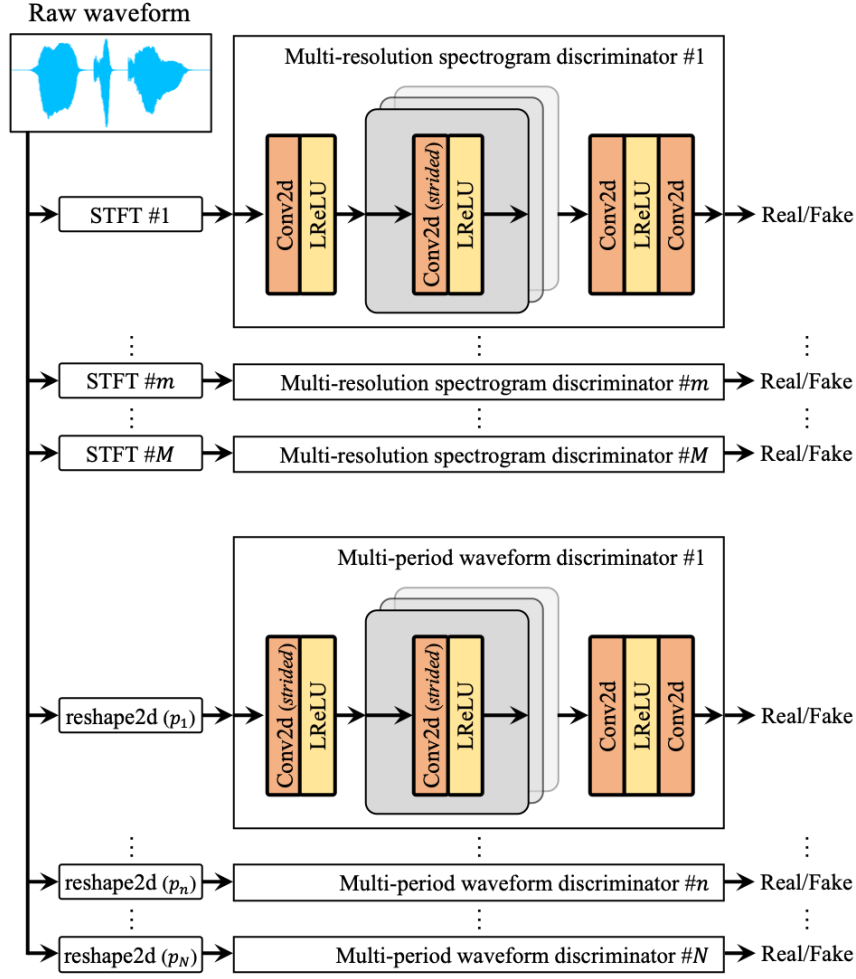 Raw waveform
Multi-resolution spectrogram discriminator #1
STFT #1
Conv2d
LReLU
Conv2d (strided)
LReLU
Conv2d
LReLU
Conv2d
Real/Fake
STFT #m
Multi-resolution spectrogram discriminator #m
Real/Fake
STFT #M
Multi-resolution spectrogram discriminator #M
Real/Fake
Multi-period waveform discriminator #1
reshape2d (p₁)
Conv2d (strided)
LReLU
Conv2d (strided)
LReLU
Conv2d
LReLU
Conv2d
Real/Fake
reshape2d (pₙ)
Multi-period waveform discriminator #n
Real/Fake
reshape2d (p_N)
Multi-period waveform discriminator #N
Real/Fake